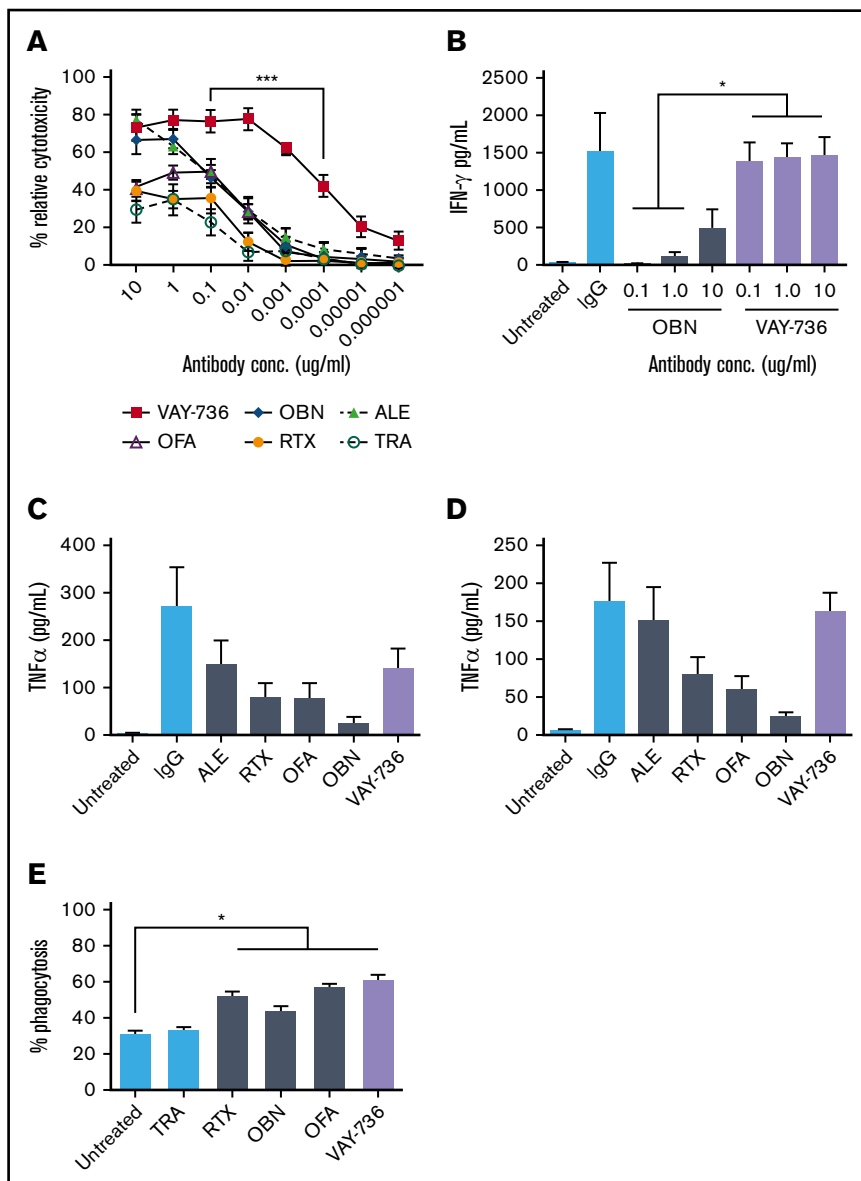 A
% relative cytotoxicity
100
80
60
40
20
0
***
10
1
0.1
0.01
0.001
0.0001
0.00001
0.000001
Antibody conc. (ug/ml)
VAY-736 OBN ALE
OFA RTX TRA
B
IFN-γ pg/mL
2500
2000
1500
1000
500
0
*
Untreated
IgG
0.1 1.0 10 0.1 1.0 10
OBN VAY-736
Antibody conc. (ug/ml)
C
TNFα (pg/mL)
400
300
200
100
0
Untreated
IgG
ALE
RTX
OFA
OBN
VAY-736
D
TNFα (pg/mL)
250
200
150
100
50
0
Untreated
IgG
ALE
RTX
OFA
OBN
VAY-736
E
% phagocytosis
100
80
60
40
20
0
*
Untreated
TRA
RTX
OBN
OFA
VAY-736